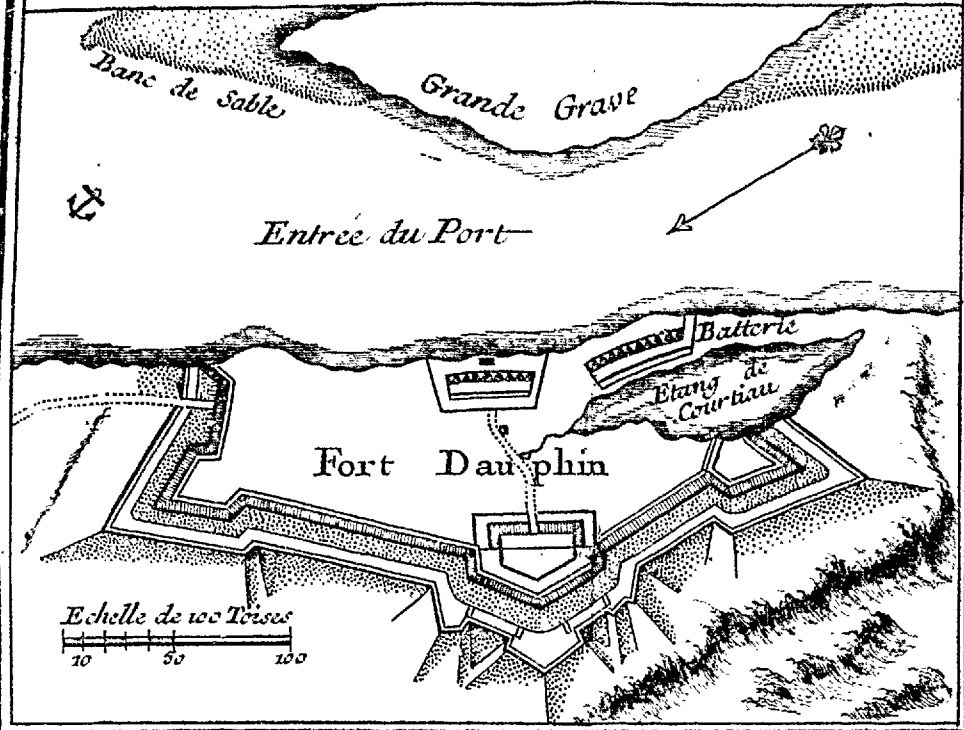 Banc de Sable
Grande Grave
Entrée du Port
Batterie
Etang de
Courtiau
Fort Dauphin
Echelle de 100 Toises
10 50 100